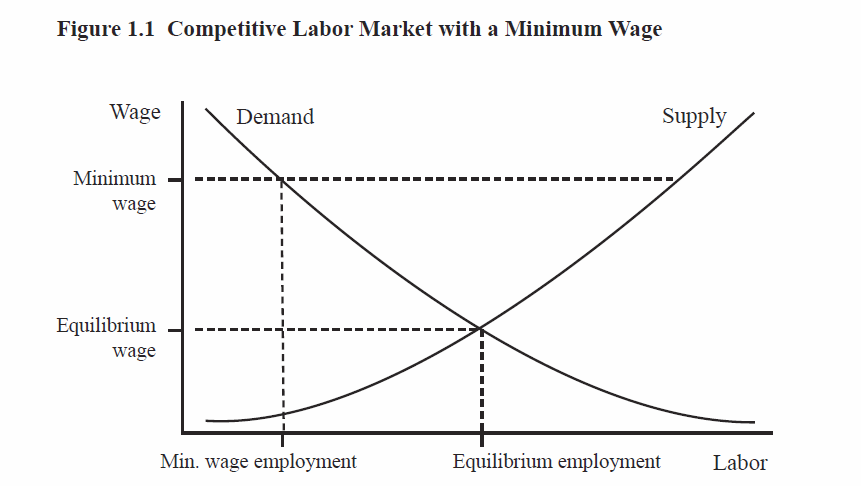 Figure 1.1 Competitive Labor Market with a Minimum Wage
Wage
Demand
Supply
Minimum
wage
Equilibrium
wage
Min. wage employment
Equilibrium employment
Labor